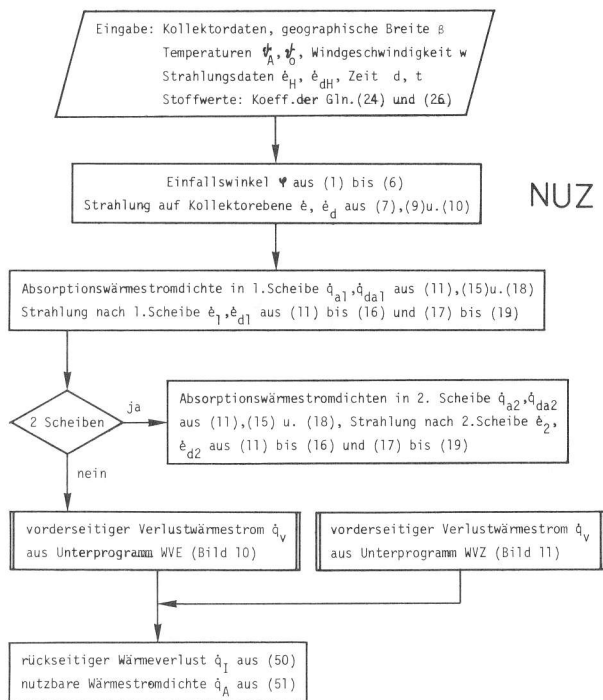 Eingabe: Kollektordaten, geographische Breite β
Temperaturen ϑ_A, ϑ_0, Windgeschwindigkeit w
Strahlungsdaten ė_H, ė_dH, Zeit d, t
Stoffwerte: Koeff.der Gln.(24) und (26)
Einfallswinkel φ aus (1) bis (6)
Strahlung auf Kollektorebene ė, ė_d aus (7),(9)u.(10)
NUZ
Absorptionswärmestromdichte in 1.Scheibe q̇_a1,q̇_da1 aus (11),(15)u.(18)
Strahlung nach 1.Scheibe ė_1,ė_d1 aus (11) bis (16) und (17) bis (19)
2 Scheiben
ja
Absorptionswärmestromdichten in 2. Scheibe q̇_a2,q̇_da2
aus (11),(15) u. (18), Strahlung nach 2.Scheibe ė_2,
ė_d2 aus (11) bis (16) und (17) bis (19)
nein
vorderseitiger Verlustwärmestrom q̇_v
aus Unterprogramm WVE (Bild 10)
vorderseitiger Verlustwärmestrom q̇_v
aus Unterprogramm WVZ (Bild 11)
rückseitiger Wärmeverlust q̇_I aus (50)
nutzbare Wärmestromdichte q̇_A aus (51)